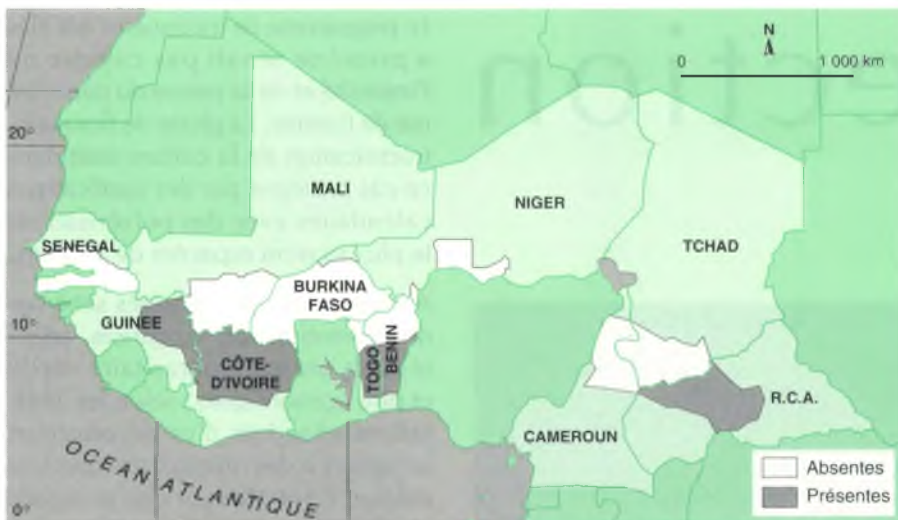 N
0 1 000 km
20°
MALI
NIGER
TCHAD
SENEGAL
BURKINA
FASO
GUINEE
10°
CÔTE-
D'IVOIRE
TOGO
BENIN
R.C.A.
CAMEROUN
OCEAN ATLANTIQUE
0°
Absentes
Présentes